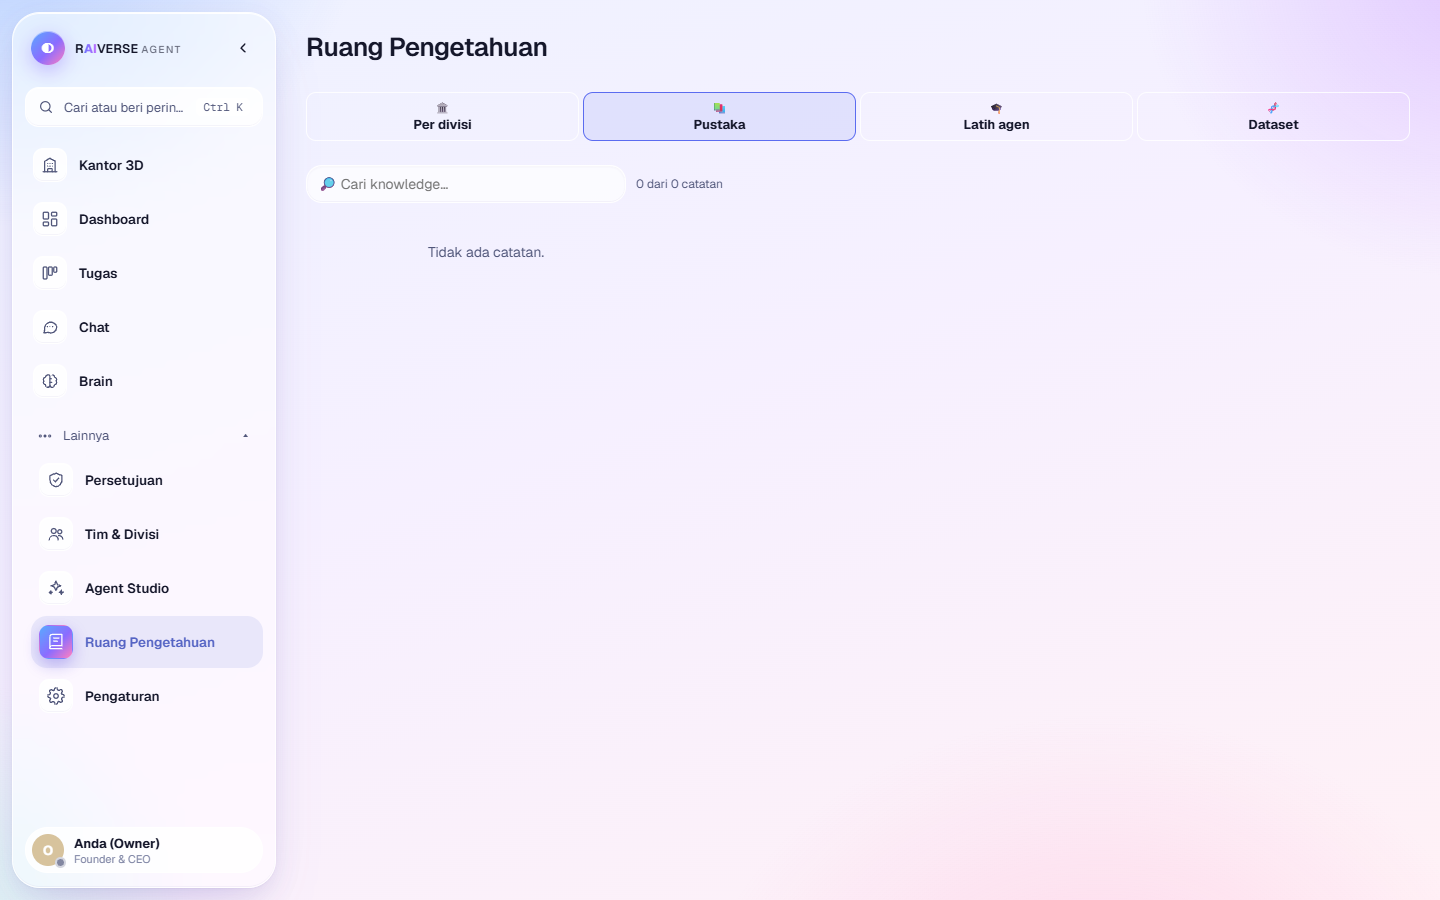 RAIVERSE AGENT
Cari atau beri perin... Ctrl K
Kantor 3D
Dashboard
Tugas
Chat
Brain
Lainnya
Persetujuan
Tim & Divisi
Agent Studio
Ruang Pengetahuan
Pengaturan
O
Anda (Owner)
Founder & CEO
Ruang Pengetahuan
Per divisi
Pustaka
Latih agen
Dataset
Cari knowledge...
0 dari 0 catatan
Tidak ada catatan.